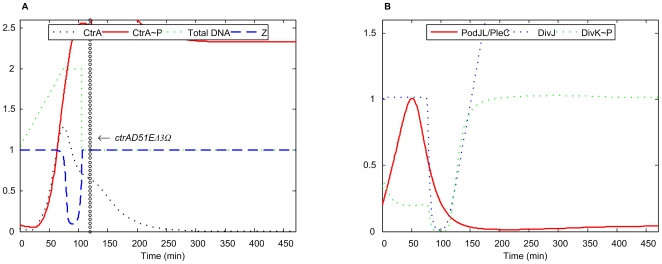 A
B
CtrA CtrA~P Total DNA Z
PodJL/PleC DivJ DivK~P
2.5
2
1.5
1
0.5
0
← ctrAD51EΔ3Ω
0 50 100 150 200 250 300 350 400 450
Time (min)
1.5
1
0.5
0
0 50 100 150 200 250 300 350 400 450
Time (min)